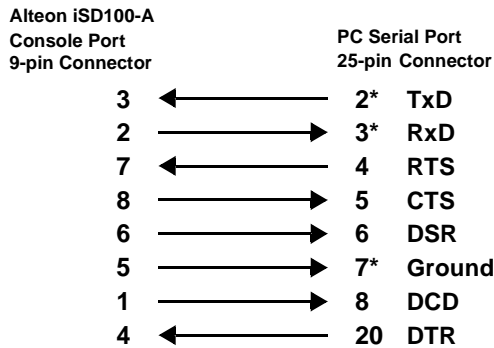 Alteon iSD100-A
Console Port
9-pin Connector
PC Serial Port
25-pin Connector
3 2* TxD
2 3* RxD
7 4 RTS
8 5 CTS
6 6 DSR
5 7* Ground
1 8 DCD
4 20 DTR